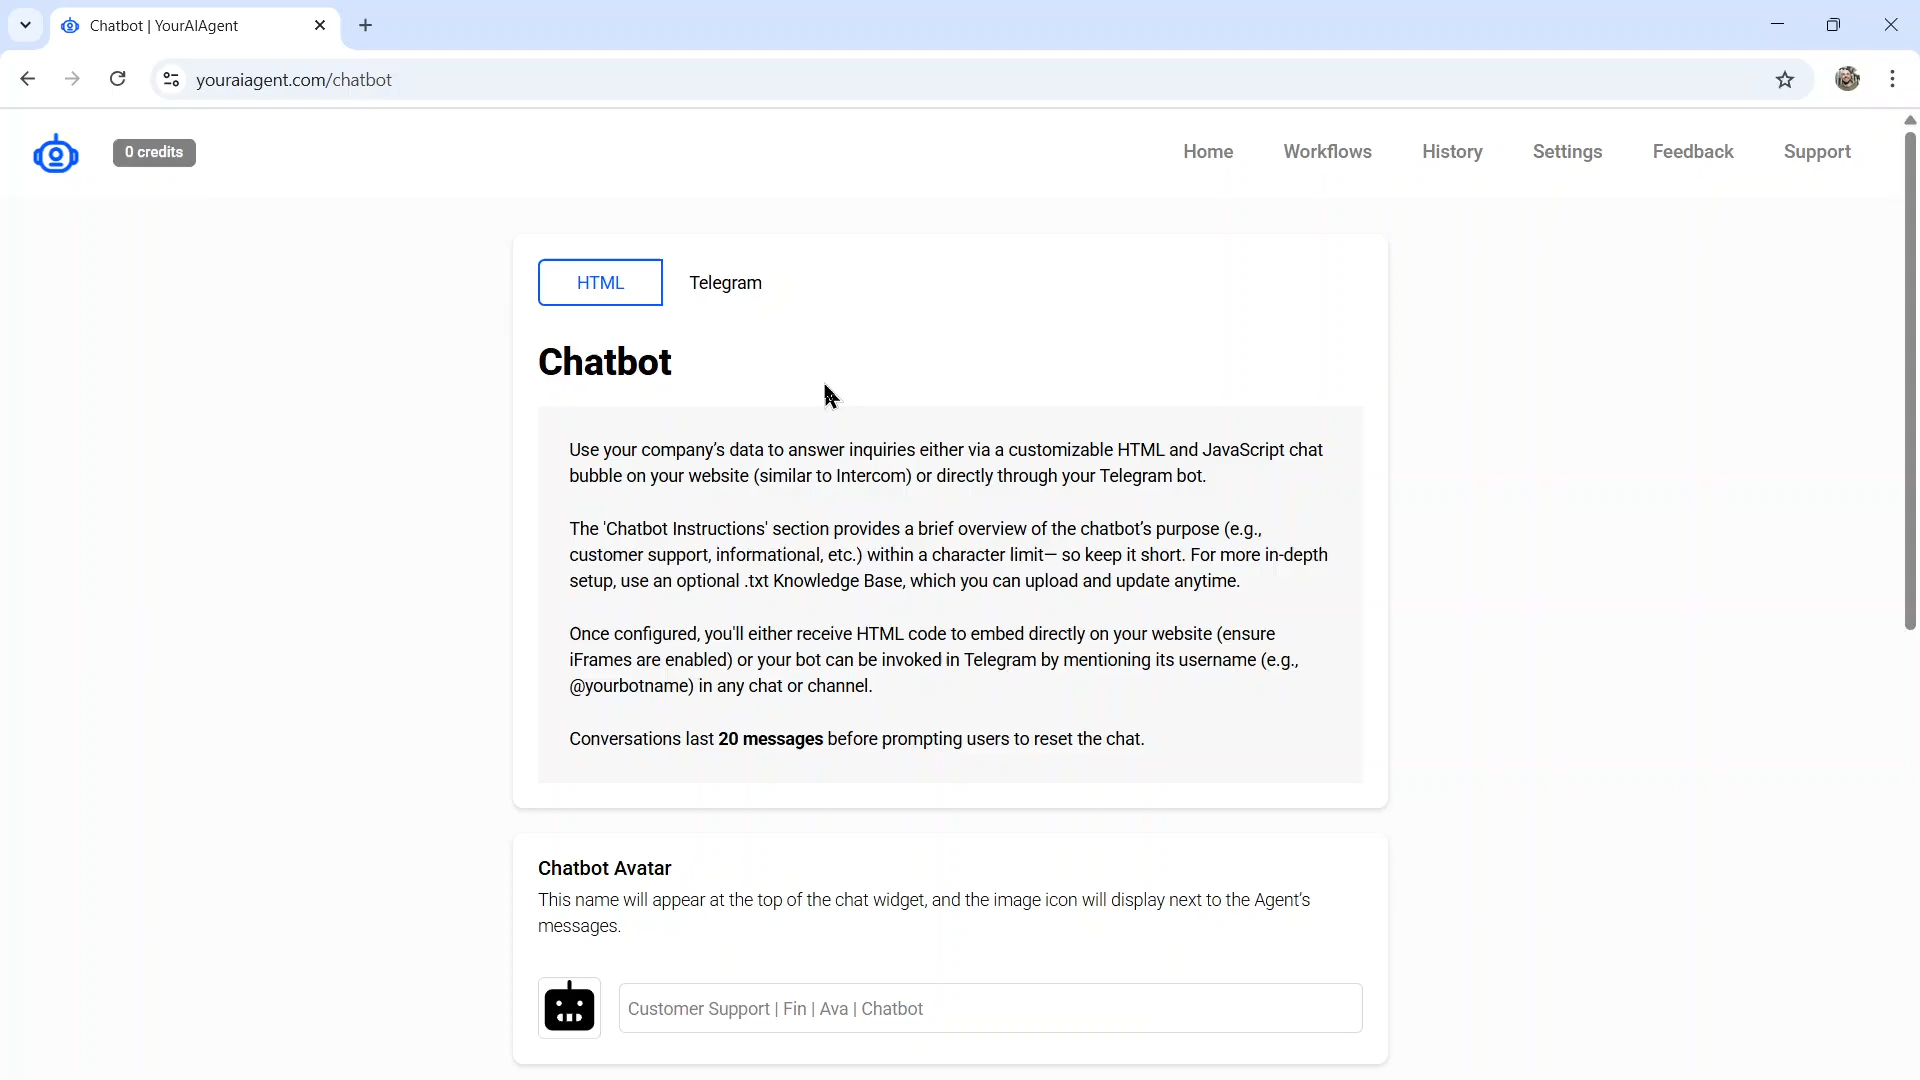 Chatbot | YourAIAgent
youraiagent.com/chatbot
0 credits
Home
Workflows
History
Settings
Feedback
Support
HTML
Telegram
Chatbot
Use your company’s data to answer inquiries either via a customizable HTML and JavaScript chat
bubble on your website (similar to Intercom) or directly through your Telegram bot.
The 'Chatbot Instructions' section provides a brief overview of the chatbot’s purpose (e.g.,
customer support, informational, etc.) within a character limit— so keep it short. For more in-depth
setup, use an optional .txt Knowledge Base, which you can upload and update anytime.
Once configured, you'll either receive HTML code to embed directly on your website (ensure
iFrames are enabled) or your bot can be invoked in Telegram by mentioning its username (e.g.,
@yourbotname) in any chat or channel.
Conversations last 20 messages before prompting users to reset the chat.
Chatbot Avatar
This name will appear at the top of the chat widget, and the image icon will display next to the Agent’s
messages.
Customer Support | Fin | Ava | Chatbot